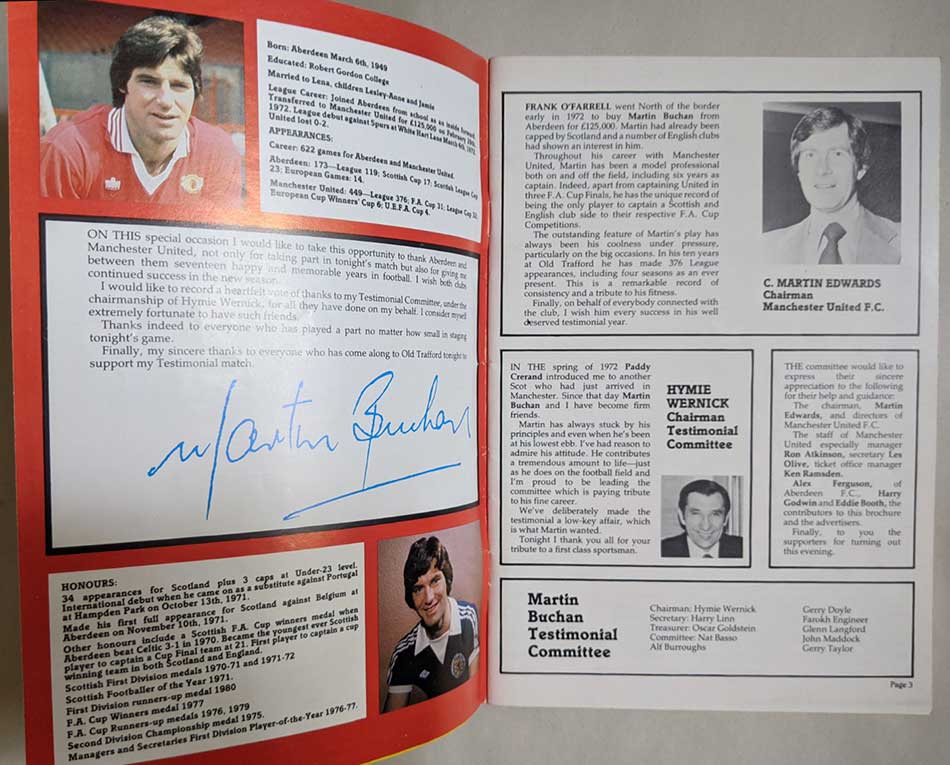 Born: Aberdeen March 6th, 1949
Educated: Robert Gordon College
Married to Lena, children Lesley-Anne and Jamie
League Career: Joined Aberdeen from school as an inside forward.
Transferred to Manchester United for £125,000 on February 29th,
1972. League debut against Spurs at White Hart Lane March 4th, 1972.
United lost 0-2.
APPEARANCES:
Career: 622 games for Aberdeen and Manchester United.
Aberdeen: 173—League 119; Scottish Cup 17; Scottish League Cup
23; European Games: 14.
Manchester United: 449—League 376; F.A. Cup 31; League Cup 32;
European Cup Winners' Cup 6; U.E.F.A. Cup 4.
ON THIS special occasion I would like to take this opportunity to thank Aberdeen and
Manchester United, not only for taking part in tonight's match but also for giving me
between them seventeen happy and memorable years in football. I wish both clubs
continued success in the new season.
I would like to record a heartfelt vote of thanks to my Testimonial Committee, under the
chairmanship of Hymie Wernick, for all they have done on my behalf. I consider myself
extremely fortunate to have such friends.
Thanks indeed to everyone who has played a part no matter how small in staging
tonight's game.
Finally, my sincere thanks to everyone who has come along to Old Trafford tonight to
support my Testimonial match.
Martin Buchan
HONOURS:
34 appearances for Scotland plus 3 caps at Under-23 level.
International debut when he came on as a substitute against Portugal
at Hampden Park on October 13th, 1971.
Made his first full appearance for Scotland against Belgium at
Aberdeen on November 10th, 1971.
Other honours include a Scottish F.A. Cup winners medal when
Aberdeen beat Celtic 3-1 in 1970. Became the youngest ever Scottish
player to captain a Cup Final team at 21. First player to captain a cup
winning team in both Scotland and England.
Scottish First Division medals 1970-71 and 1971-72
Scottish Footballer of the Year 1971.
First Division runners-up medal 1980
F.A. Cup Winners medal 1977
F.A. Cup Runners-up medals 1976, 1979
Second Division Championship medal 1975.
Managers and Secretaries First Division Player-of-the-Year 1976-77.
FRANK O'FARRELL went North of the border
early in 1972 to buy Martin Buchan from
Aberdeen for £125,000. Martin had already been
capped by Scotland and a number of English clubs
had shown an interest in him.
Throughout his career with Manchester
United, Martin has been a model professional
both on and off the field, including six years as
captain. Indeed, apart from captaining United in
three F.A. Cup Finals, he has the unique record of
being the only player to captain a Scottish and
English club side to their respective F.A. Cup
Competitions.
The outstanding feature of Martin's play has
always been his coolness under pressure,
particularly on the big occasions. In his ten years
at Old Trafford he has made 376 League
appearances, including four seasons as an ever
present. This is a remarkable record of
consistency and a tribute to his fitness.
Finally, on behalf of everybody connected with
the club, I wish him every success in his well
deserved testimonial year.
C. MARTIN EDWARDS
Chairman
Manchester United F.C.
IN THE spring of 1972 Paddy
Crerand introduced me to another
Scot who had just arrived in
Manchester. Since that day Martin
Buchan and I have become firm
friends.
Martin has always stuck by his
principles and even when he's been
at his lowest ebb. I've had reason to
admire his attitude. He contributes
a tremendous amount to life—just
as he does on the football field and
I'm proud to be leading the
committee which is paying tribute
to his fine career.
We've deliberately made the
testimonial a low-key affair, which
is what Martin wanted.
Tonight I thank you all for your
tribute to a first class sportsman.
HYMIE
WERNICK
Chairman
Testimonial
Committee
THE committee would like to
express their sincere
appreciation to the following
for their help and guidance:
The chairman, Martin
Edwards, and directors of
Manchester United F.C.
The staff of Manchester
United especially manager
Ron Atkinson, secretary Les
Olive, ticket office manager
Ken Ramsden.
Alex Ferguson, of
Aberdeen F.C., Harry
Godwin and Eddie Booth, the
contributors to this brochure
and the advertisers.
Finally, to you the
supporters for turning out
this evening.
Martin
Buchan
Testimonial
Committee
Chairman: Hymie Wernick
Secretary: Harry Linn
Treasurer: Oscar Goldstein
Committee: Nat Basso
Alf Burroughs
Gerry Doyle
Farokh Engineer
Glenn Langford
John Maddock
Gerry Taylor
Page 3